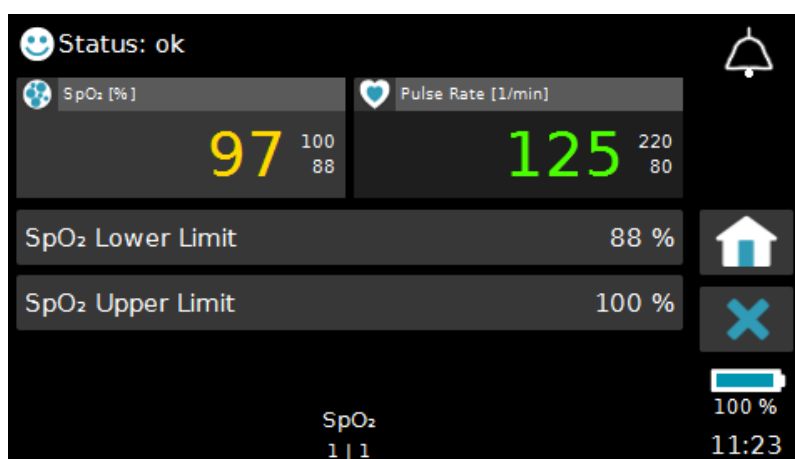 Status: ok
SpO₂ [%]
Pulse Rate [1/min]
97
100
88
125
220
80
SpO₂ Lower Limit 88 %
SpO₂ Upper Limit 100 %
SpO₂
1 | 1
100 %
11:23